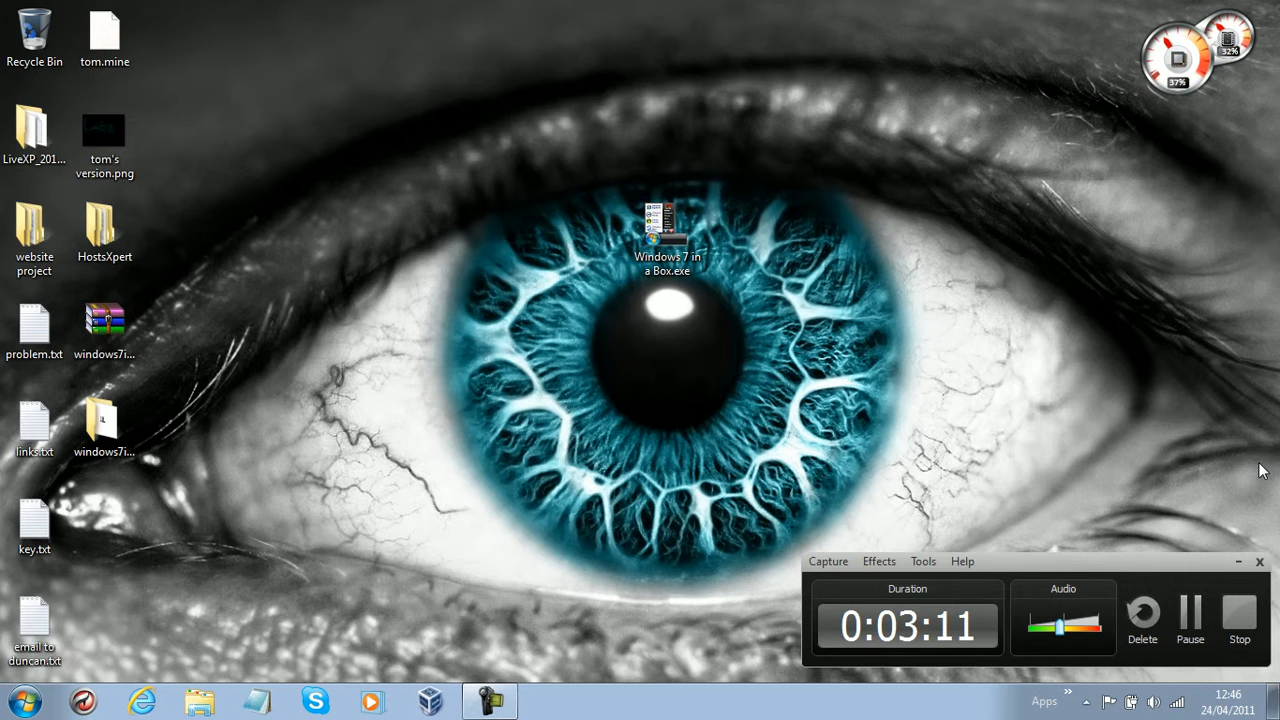 Recycle Bin
tom.mine
LiveXP_201...
tom's
version.png
website
project
HostsXpert
problem.txt
windows7i...
links.txt
windows7i...
key.txt
email to
duncan.txt
Windows 7 in
a Box.exe
37%
32%
Capture Effects Tools Help
Duration
Audio
0:03:11
Delete Pause Stop
Apps
12:46
24/04/2011